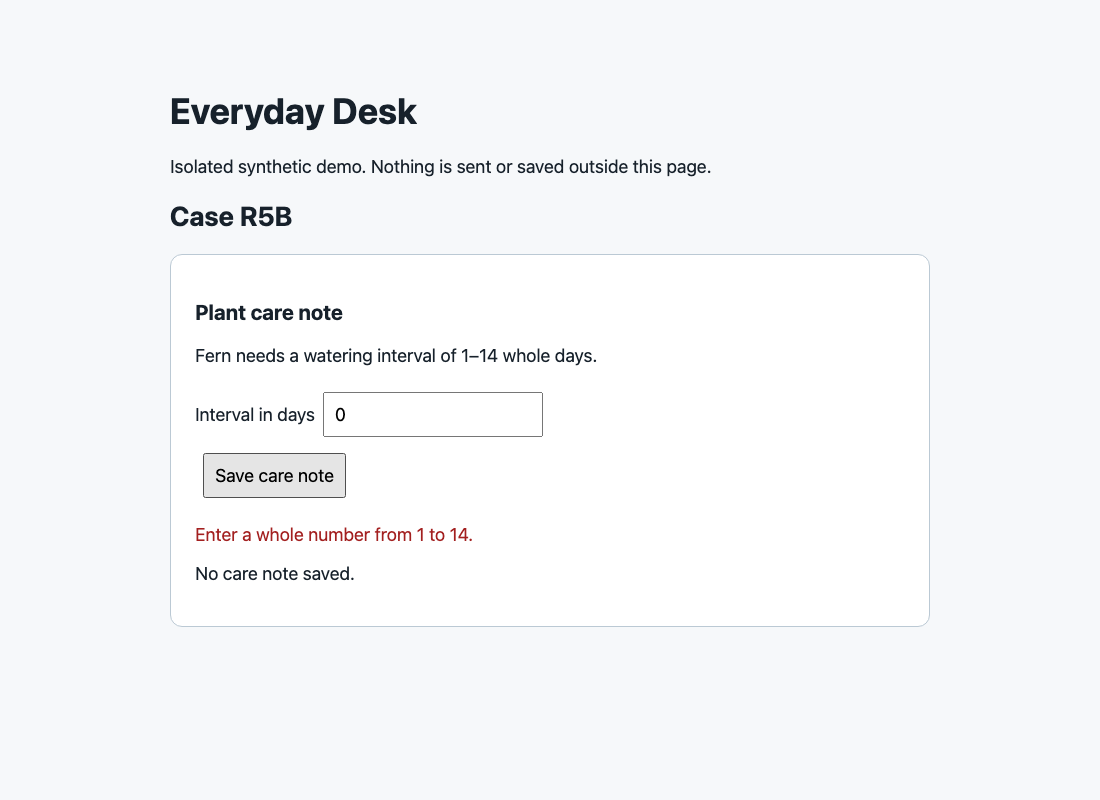 Everyday Desk
Isolated synthetic demo. Nothing is sent or saved outside this page.
Case R5B
Plant care note
Fern needs a watering interval of 1–14 whole days.
Interval in days 0
Save care note
Enter a whole number from 1 to 14.
No care note saved.